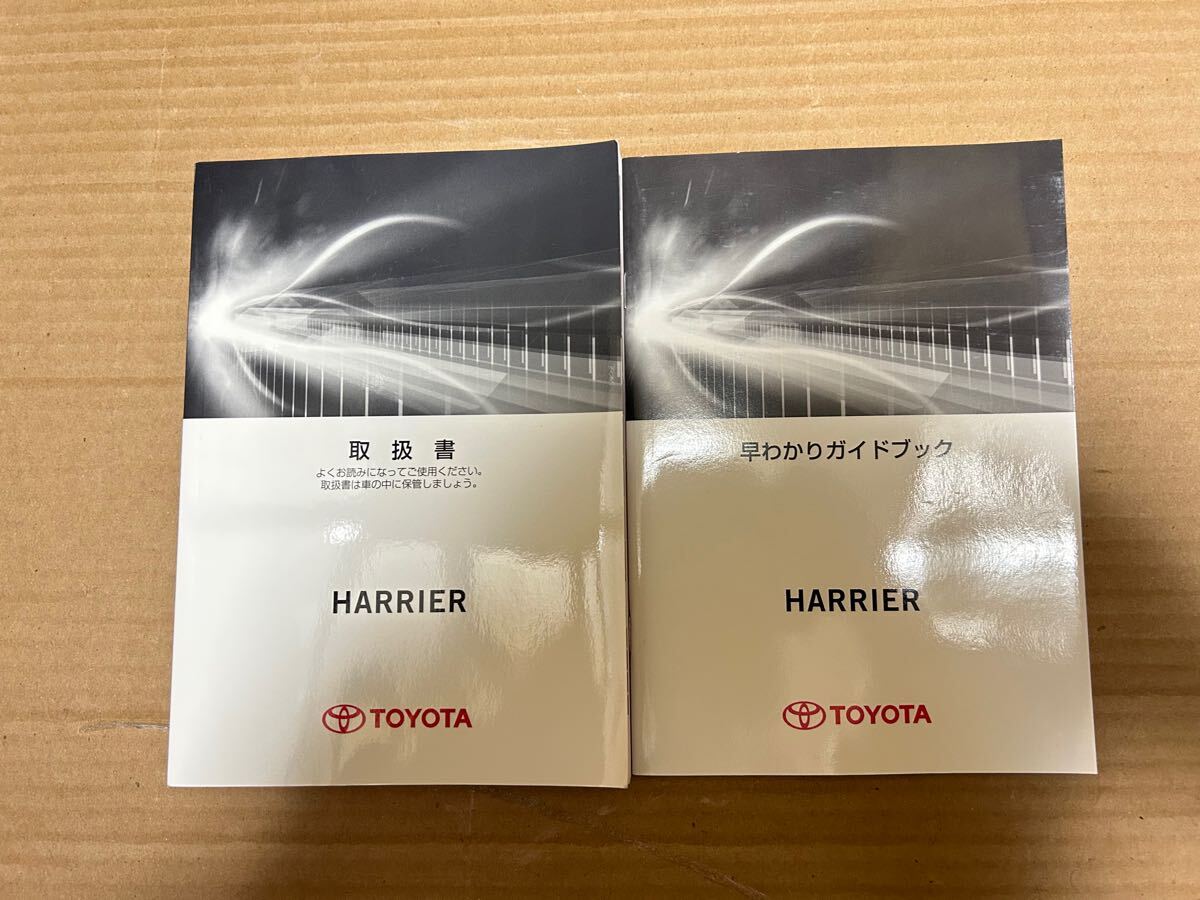 取扱書
よくお読みになってご使用ください。
取扱書は車の中に保管しましょう。
HARRIER
TOYOTA
早わかりガイドブック
HARRIER
TOYOTA